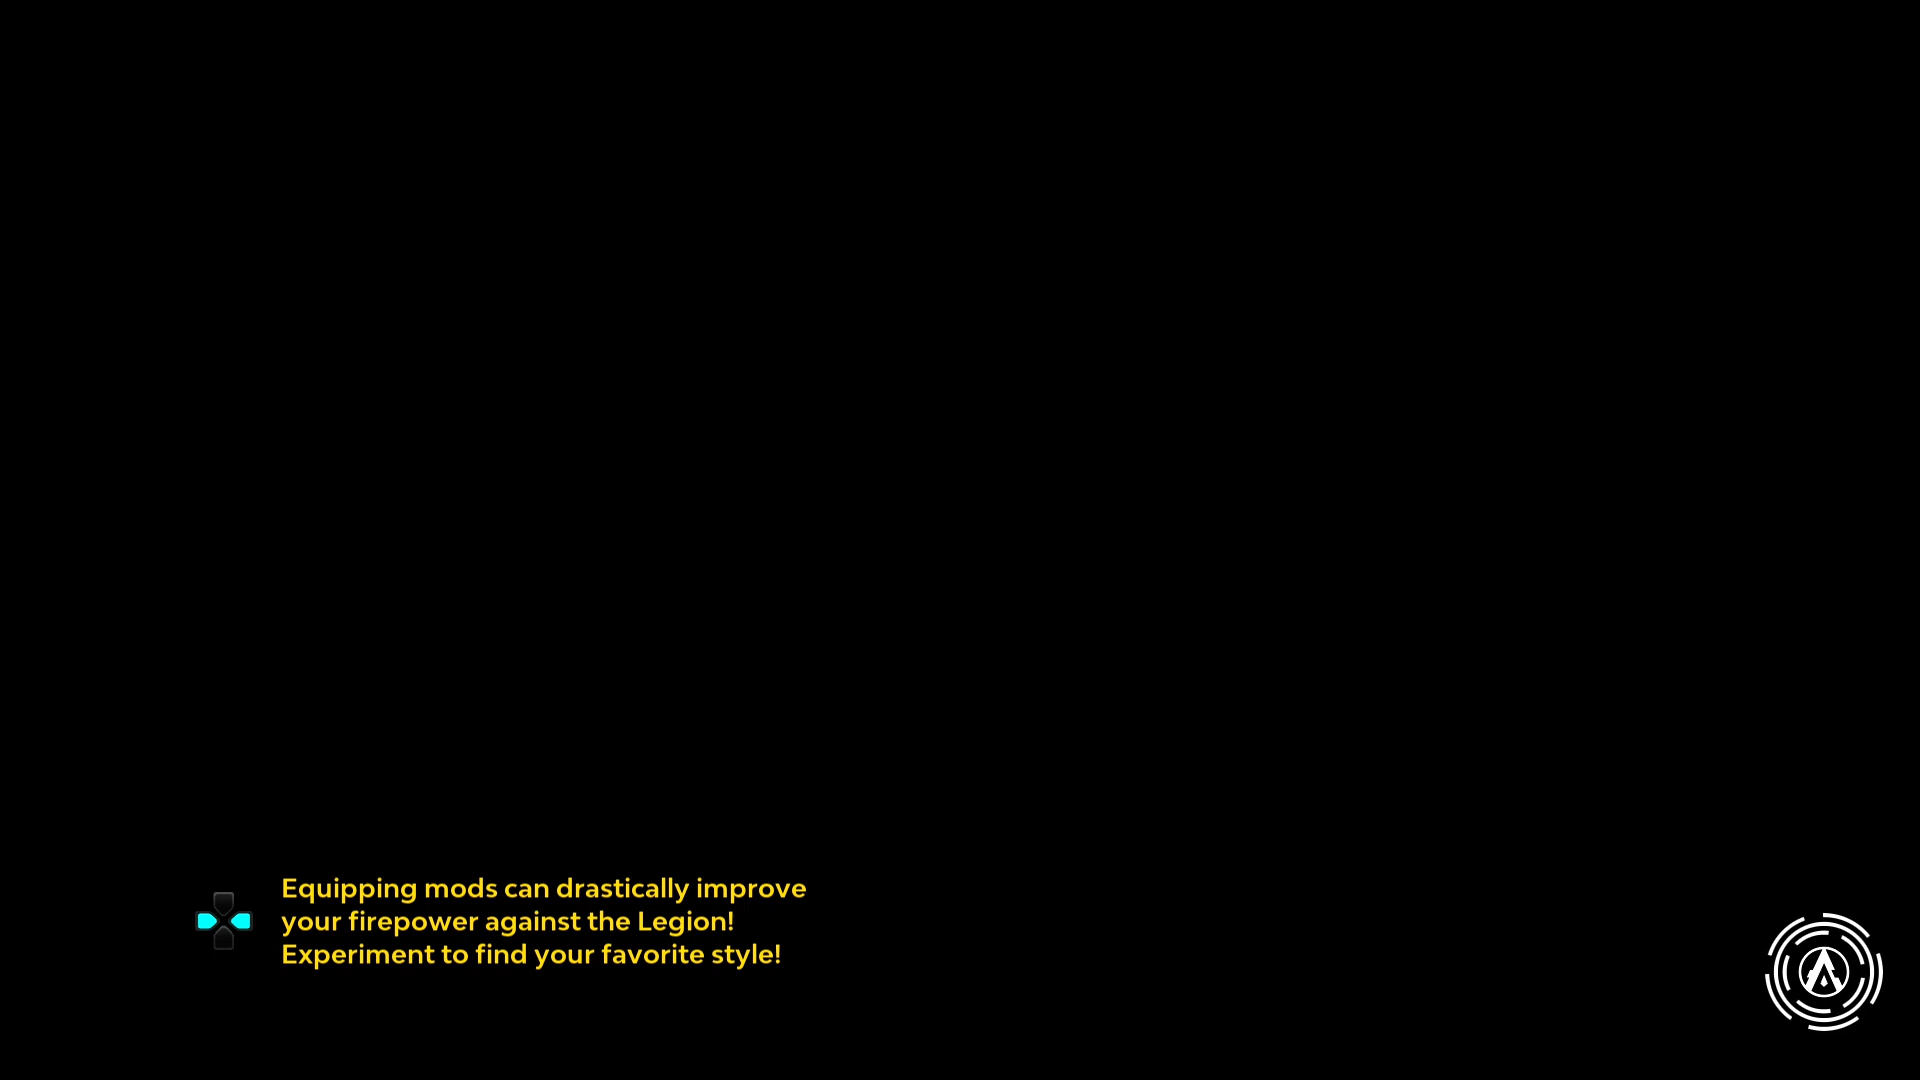 Equipping mods can drastically improve
your firepower against the Legion!
Experiment to find your favorite style!